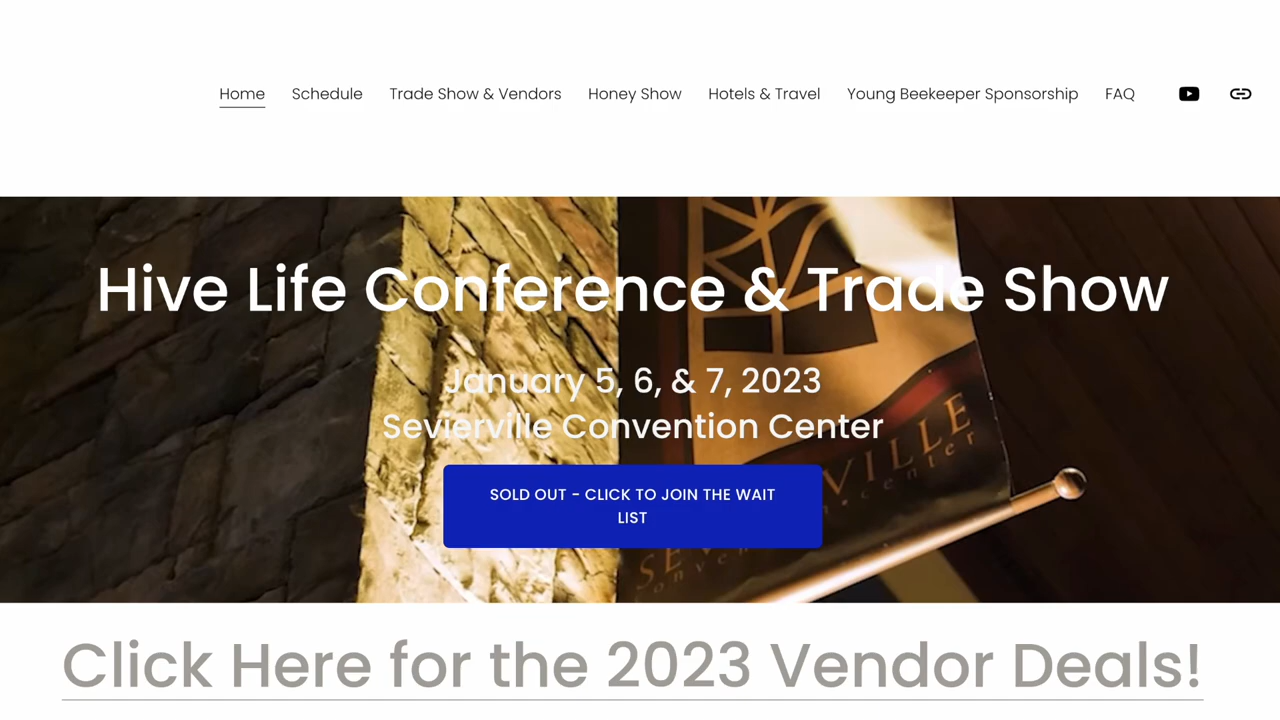 Home Schedule Trade Show & Vendors Honey Show Hotels & Travel Young Beekeeper Sponsorship FAQ
Hive Life Conference & Trade Show
January 5, 6, & 7, 2023
Sevierville Convention Center
SOLD OUT - CLICK TO JOIN THE WAIT
LIST
Click Here for the 2023 Vendor Deals!